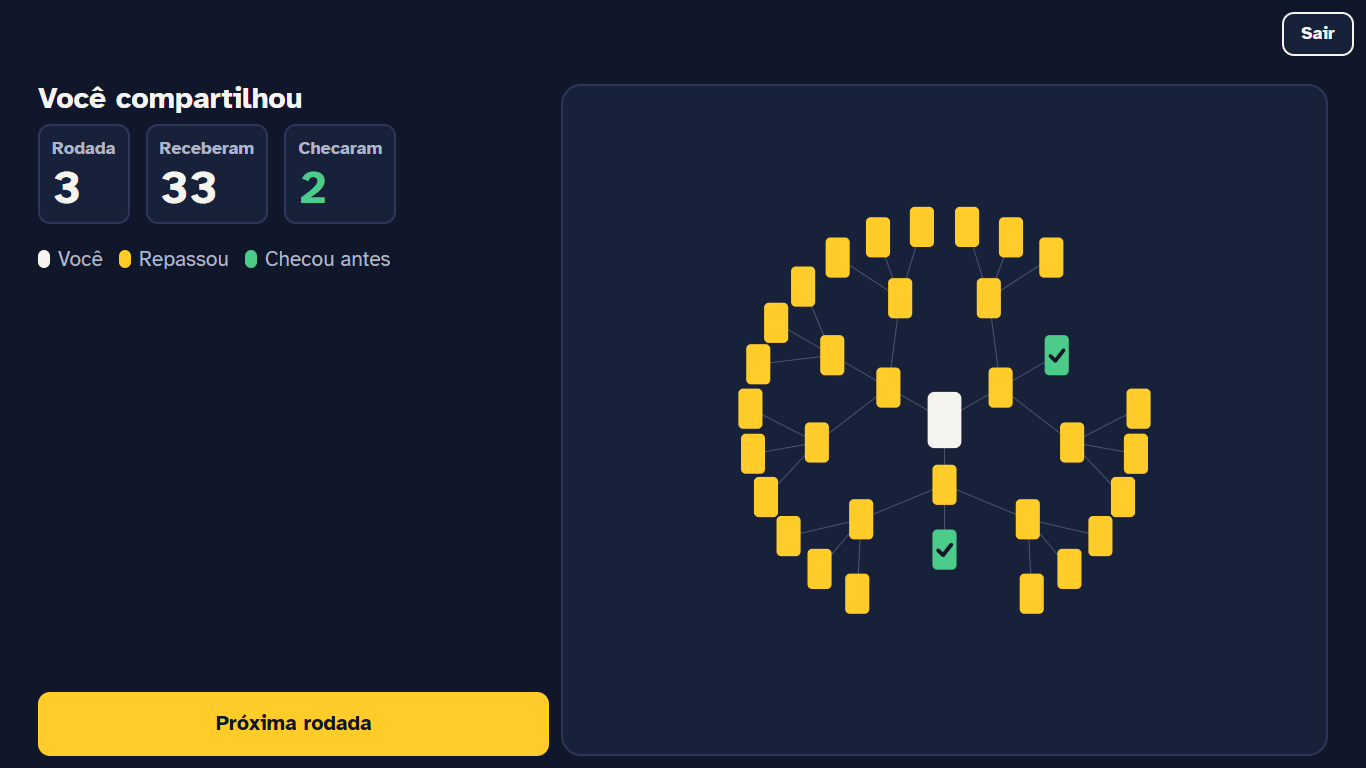 Sair
Você compartilhou
Rodada
3
Receberam
33
Checaram
2
Você
Repassou
Checou antes
Próxima rodada